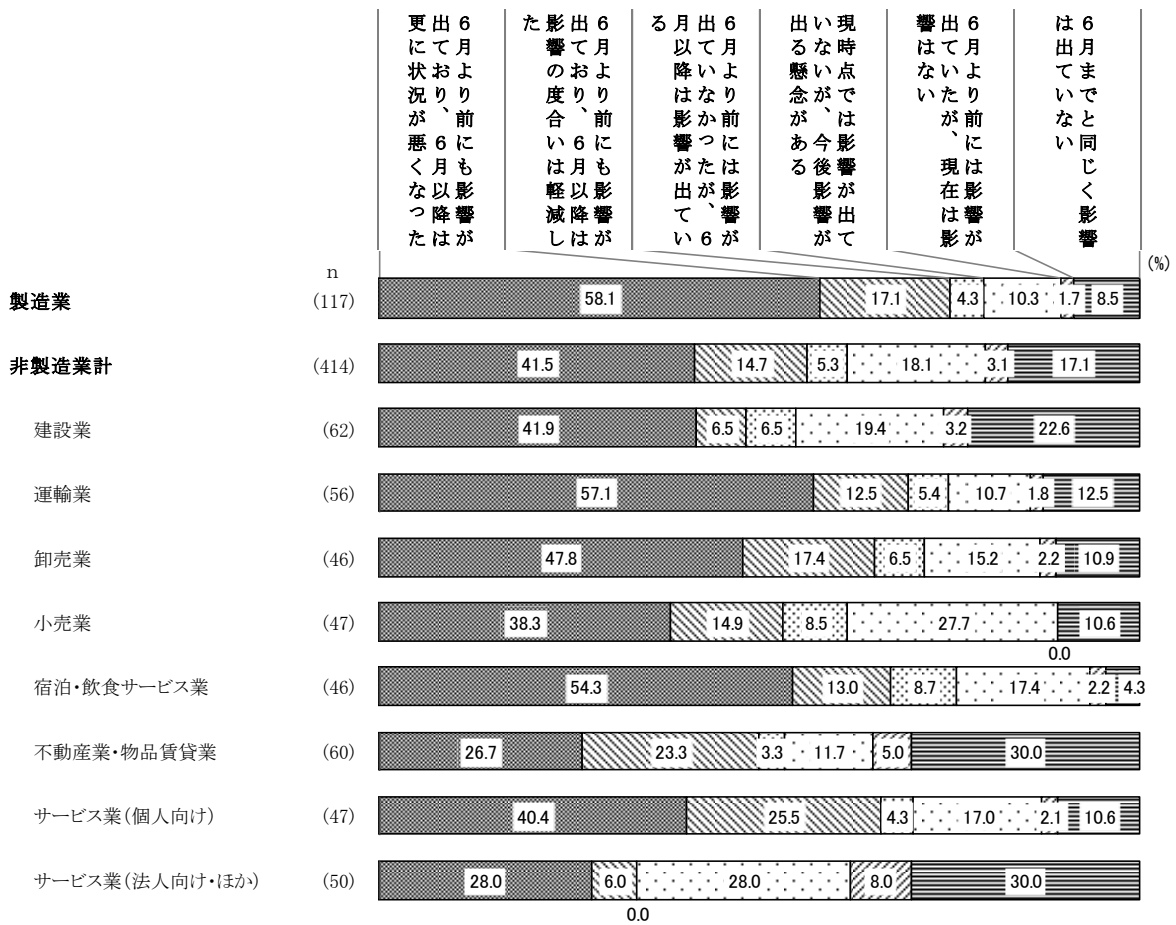 ６月より前にも影響が
出ており、６月以降は
更に状況が悪くなった
６月より前にも影響が
出ており、６月以降は
影響の度合いは軽減し
た
６月より前には影響が
出ていなかったが、６
月以降は影響が出てい
る
現時点では影響が出て
いないが、今後影響が
出る懸念がある
６月より前には影響が
出ていたが、現在は影
響はない
６月までと同じく影響
は出ていない
(%)
n
製造業 (117) 58.1 17.1 4.3 10.3 1.7 8.5
非製造業計 (414) 41.5 14.7 5.3 18.1 3.1 17.1
建設業 (62) 41.9 6.5 6.5 19.4 3.2 22.6
運輸業 (56) 57.1 12.5 5.4 10.7 1.8 12.5
卸売業 (46) 47.8 17.4 6.5 15.2 2.2 10.9
小売業 (47) 38.3 14.9 8.5 27.7 10.6
0.0
宿泊・飲食サービス業 (46) 54.3 13.0 8.7 17.4 2.2 4.3
不動産業・物品賃貸業 (60) 26.7 23.3 3.3 11.7 5.0 30.0
サービス業(個人向け) (47) 40.4 25.5 4.3 17.0 2.1 10.6
サービス業(法人向け・ほか) (50) 28.0 6.0 28.0 8.0 30.0
0.0